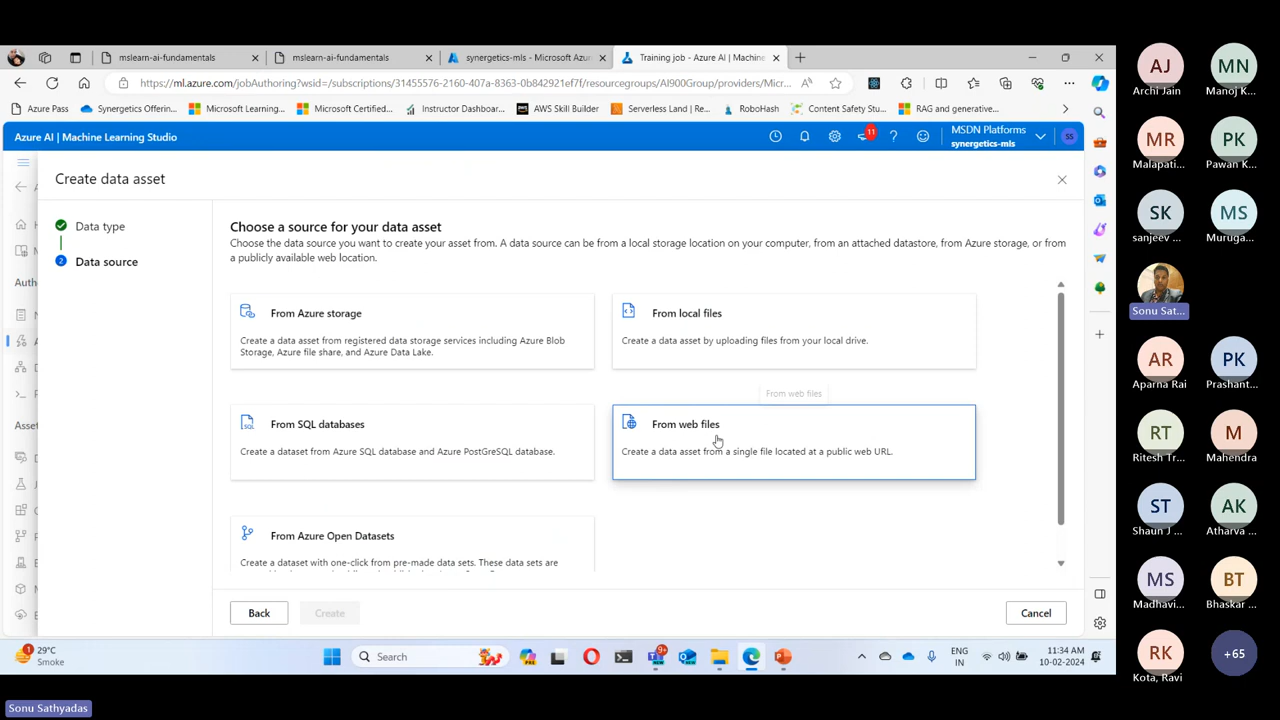 mslearn-ai-fundamentals
mslearn-ai-fundamentals
synergetics-mls - Microsoft Azu
Training job - Azure AI | Machine
https://ml.azure.com/jobAuthoring?wsid=/subscriptions/31455576-2160-407a-8363-0b842921ef7f/resourcegroups/AI900Group/providers/Micr...
Azure Pass
Synergetics Offerin...
Microsoft Learning...
Microsoft Certified...
Instructor Dashboar...
AWS Skill Builder
Serverless Land | Re...
RoboHash
Content Safety Stu...
RAG and generative...
Azure AI | Machine Learning Studio
11
MSDN Platforms
synergetics-mls
SS
Create data asset
Data type
2
Data source
Choose a source for your data asset
Choose the data source you want to create your asset from. A data source can be from a local storage location on your computer, from an attached datastore, from Azure storage, or from
a publicly available web location.
From Azure storage
Create a data asset from registered data storage services including Azure Blob
Storage, Azure file share, and Azure Data Lake.
From local files
Create a data asset by uploading files from your local drive.
From web files
From SQL databases
Create a dataset from Azure SQL database and Azure PostgreSQL database.
From web files
Create a data asset from a single file located at a public web URL.
From Azure Open Datasets
Create a dataset with one-click from pre-made data sets. These data sets are
Back
Create
Cancel
Auth
Asset
1
29°C
Smoke
Search
9+
ENG
IN
11:34 AM
10-02-2024
AJ
Archi Jain
MN
Manoj K...
MR
Malapati...
PK
Pawan K...
SK
sanjeev ...
MS
Muruga...
Sonu Sat...
AR
Aparna Rai
PK
Prashant...
RT
Ritesh Tr...
M
Mahendra
ST
Shaun J ...
AK
Atharva ...
MS
Madhavi...
BT
Bhaskar ...
RK
Kota, Ravi
+65
Sonu Sathyadas